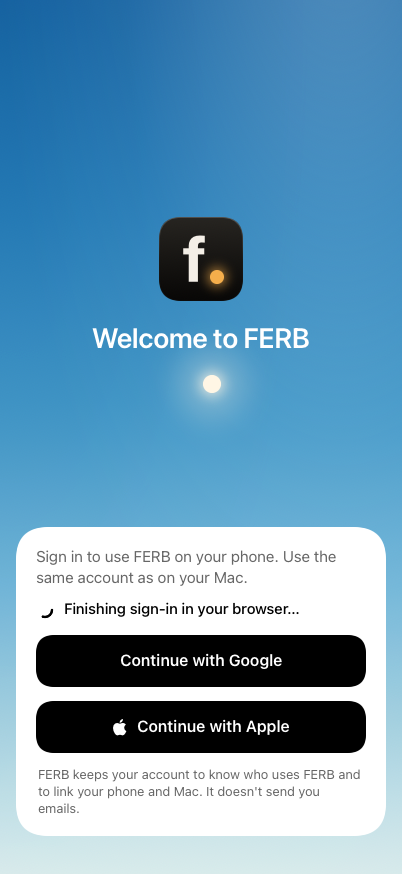 f.
Welcome to FERB
Sign in to use FERB on your phone. Use the
same account as on your Mac.
Finishing sign-in in your browser...
Continue with Google
Continue with Apple
FERB keeps your account to know who uses FERB and
to link your phone and Mac. It doesn't send you
emails.